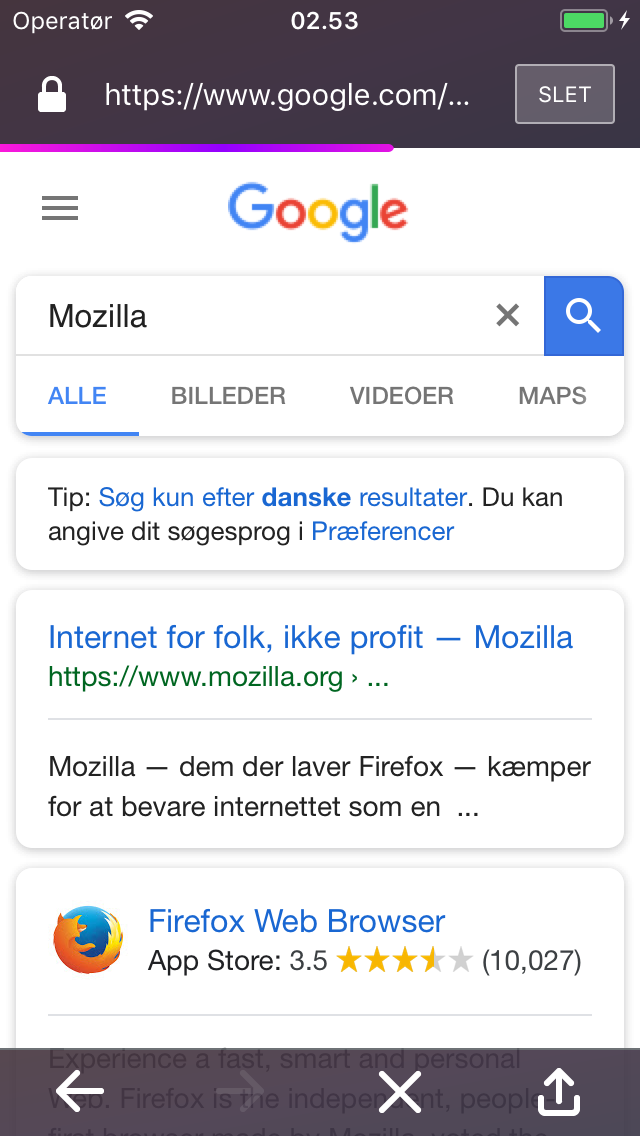 Operatør 02.53
https://www.google.com/... SLET
Google
Mozilla
ALLE BILLEDER VIDEOER MAPS
Tip: Søg kun efter danske resultater. Du kan
angive dit søgesprog i Præferencer
Internet for folk, ikke profit — Mozilla
https://www.mozilla.org › ...
Mozilla — dem der laver Firefox — kæmper
for at bevare internettet som en ...
Firefox Web Browser
App Store: 3.5 (10,027)
Experience a fast, smart and personal
Web. Firefox is the independent, people-
first browser made by Mozilla, voted the